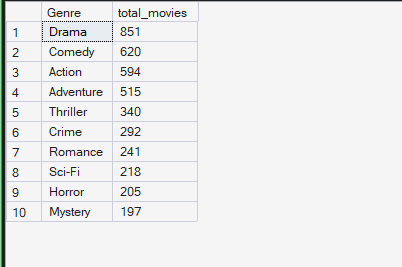 Genre total_movies
1 Drama 851
2 Comedy 620
3 Action 594
4 Adventure 515
5 Thriller 340
6 Crime 292
7 Romance 241
8 Sci-Fi 218
9 Horror 205
10 Mystery 197